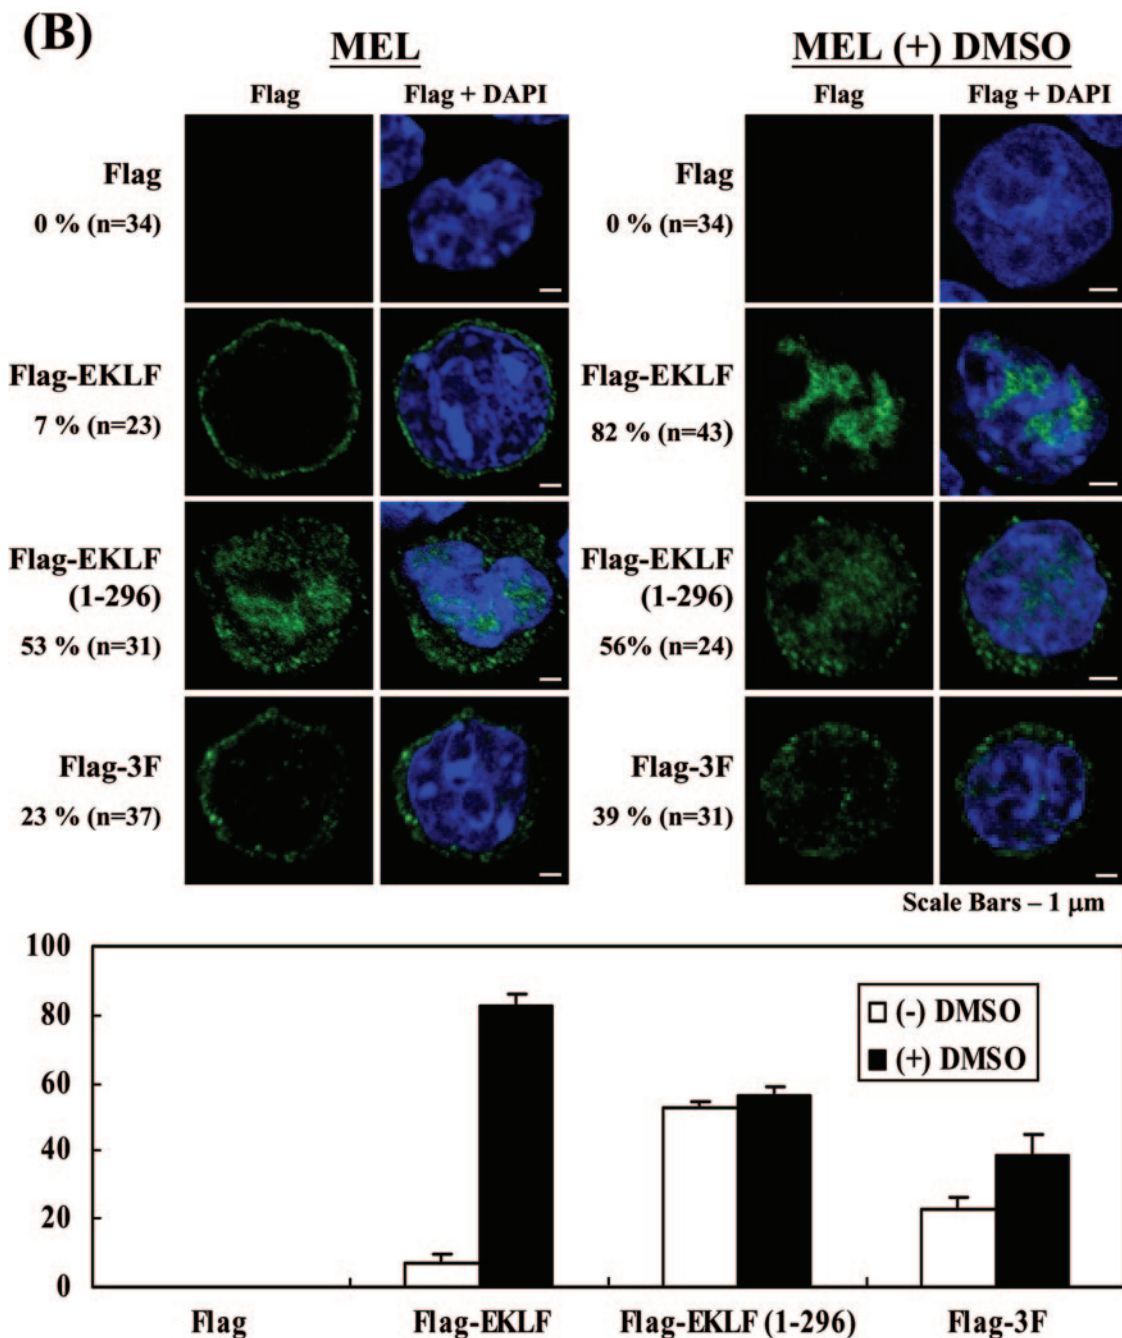 (B)
MEL
MEL (+) DMSO
Flag
Flag + DAPI
Flag
Flag + DAPI
Flag
0 % (n=34)
Flag
0 % (n=34)
Flag-EKLF
7 % (n=23)
Flag-EKLF
82 % (n=43)
Flag-EKLF
(1-296)
53 % (n=31)
Flag-EKLF
(1-296)
56% (n=24)
Flag-3F
23 % (n=37)
Flag-3F
39 % (n=31)
Scale Bars – 1 μm
100
80
60
40
20
0
(-) DMSO
(+) DMSO
Flag
Flag-EKLF
Flag-EKLF (1-296)
Flag-3F